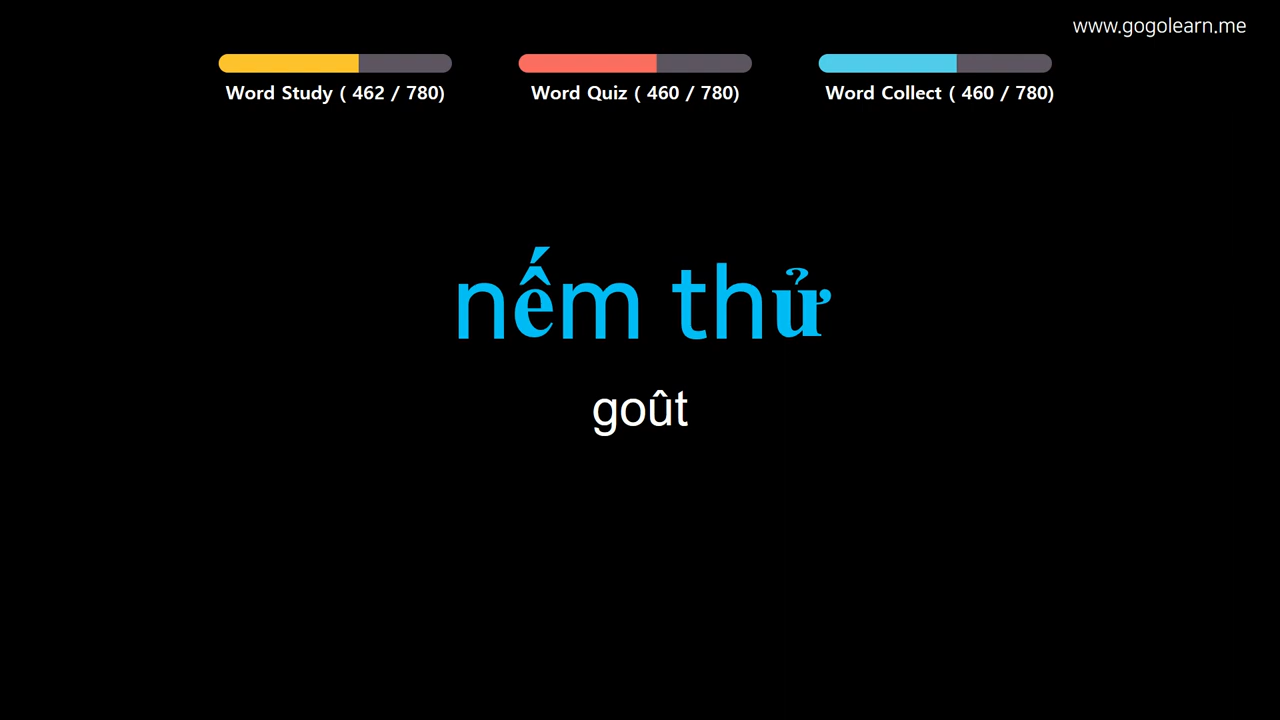 www.gogolearn.me
Word Study ( 462 / 780)
Word Quiz ( 460 / 780)
Word Collect ( 460 / 780)
nếm thử
goût